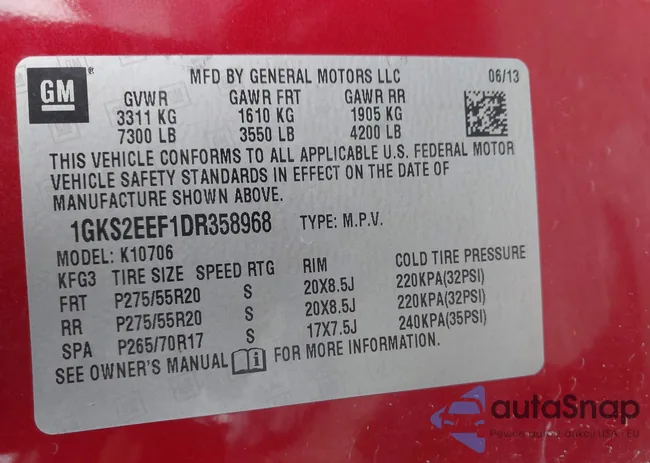 GM
®
MFD BY GENERAL MOTORS LLC 06/13
GVWR GAWR FRT GAWR RR
3311 KG 1610 KG 1905 KG
7300 LB 3550 LB 4200 LB
THIS VEHICLE CONFORMS TO ALL APPLICABLE U.S. FEDERAL MOTOR
VEHICLE SAFETY STANDARDS IN EFFECT ON THE DATE OF
MANUFACTURE SHOWN ABOVE.
1GKS2EEF1DR358968 TYPE: M.P.V.
MODEL: K10706
KFG3 TIRE SIZE SPEED RTG RIM COLD TIRE PRESSURE
FRT P275/55R20 S 20X8.5J 220KPA(32PSI)
RR P275/55R20 S 20X8.5J 220KPA(32PSI)
SPA P265/70R17 S 17X7.5J 240KPA(35PSI)
SEE OWNER'S MANUAL i FOR MORE INFORMATION.
autoSnap
USA - EU